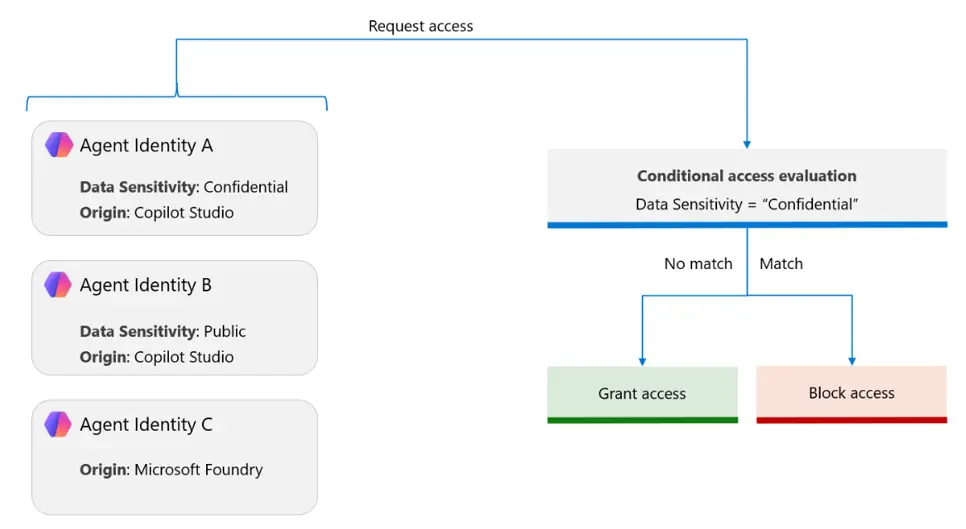 Request access
Agent Identity A
Data Sensitivity: Confidential
Origin: Copilot Studio
Agent Identity B
Data Sensitivity: Public
Origin: Copilot Studio
Agent Identity C
Origin: Microsoft Foundry
Conditional access evaluation
Data Sensitivity = “Confidential”
No match
Match
Grant access
Block access